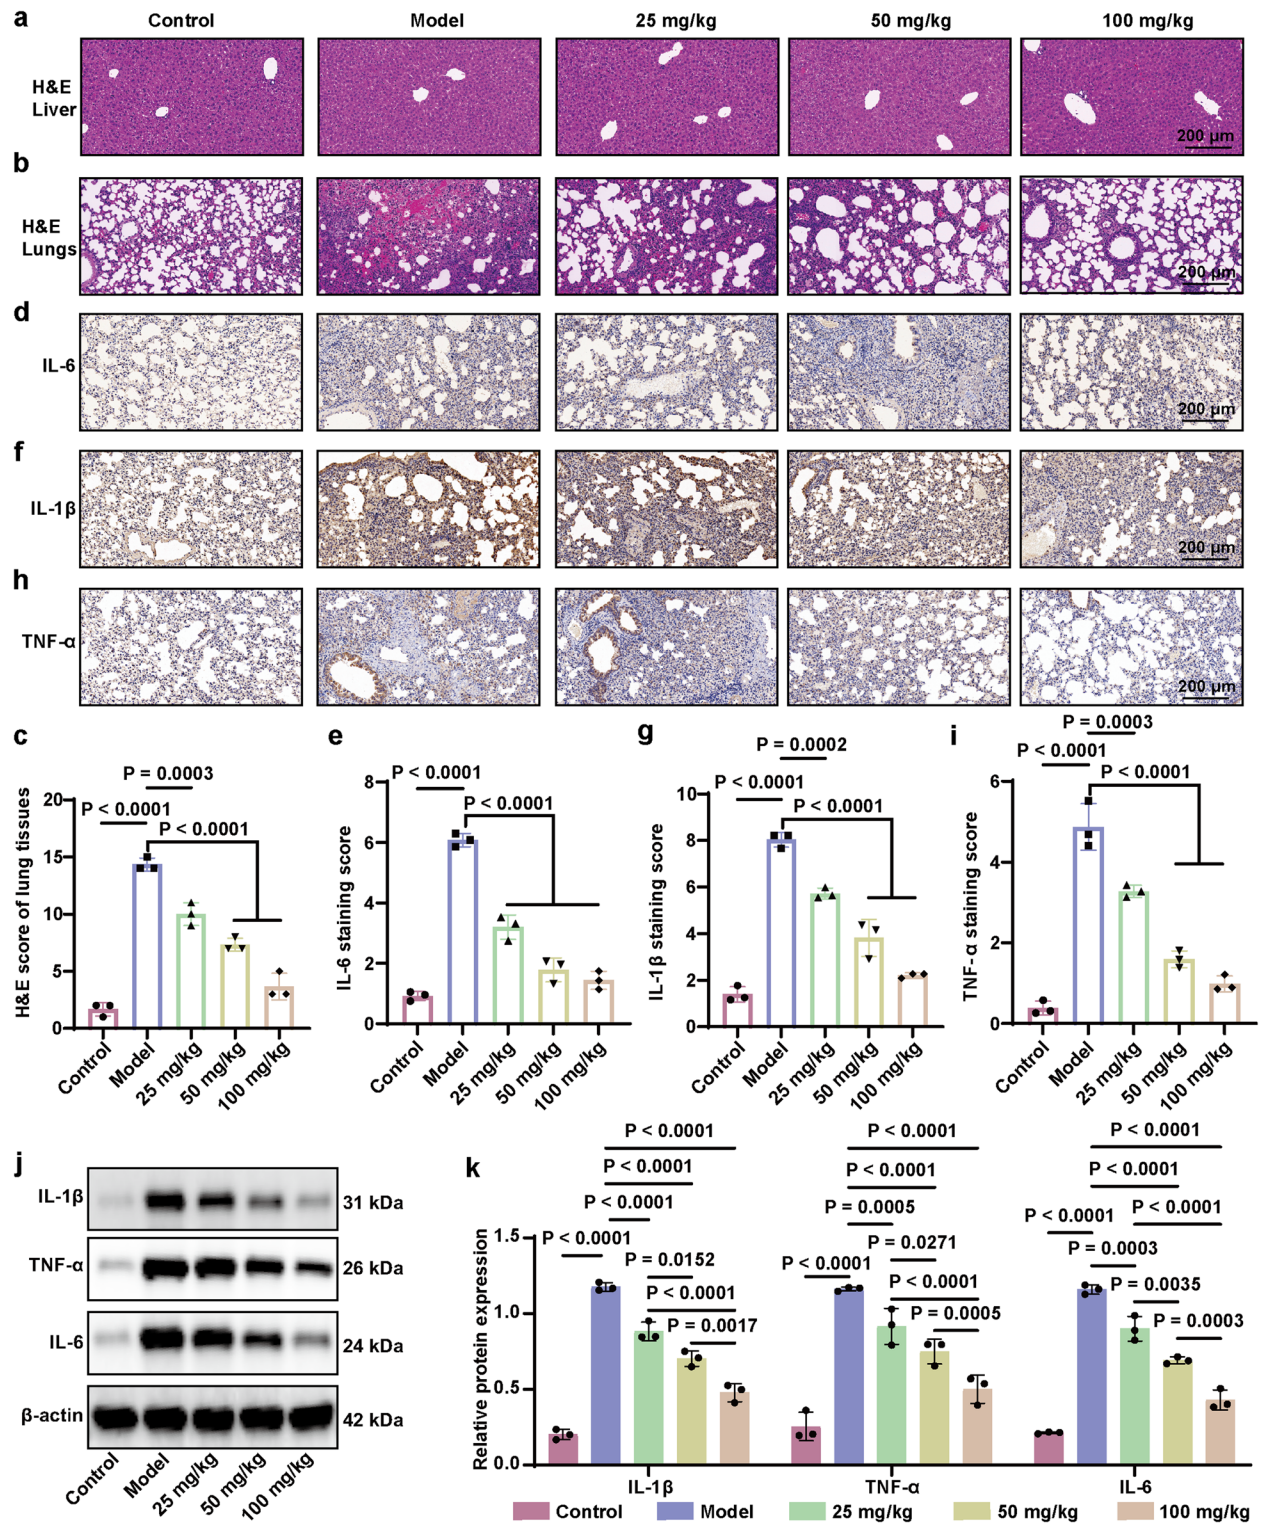 a Control Model 25 mg/kg 50 mg/kg 100 mg/kg
H&E
Liver
200 μm
b
H&E
Lungs
200 μm
d
IL-6
200 μm
f
IL-1β
200 μm
h
TNF-α
200 μm
c
H&E score of lung tissues
P = 0.0003
P < 0.0001
P < 0.0001
20
15
10
5
0
Control
Model
25 mg/kg
50 mg/kg
100 mg/kg
e
IL-6 staining score
P < 0.0001
P < 0.0001
8
6
4
2
0
Control
Model
25 mg/kg
50 mg/kg
100 mg/kg
g
IL-1β staining score
P = 0.0002
P < 0.0001
P < 0.0001
10
8
6
4
2
0
Control
Model
25 mg/kg
50 mg/kg
100 mg/kg
i
TNF- α staining score
P = 0.0003
P < 0.0001
P < 0.0001
6
4
2
0
Control
Model
25 mg/kg
50 mg/kg
100 mg/kg
j
IL-1β 31 kDa
TNF-α 26 kDa
IL-6 24 kDa
β-actin 42 kDa
Control
Model
25 mg/kg
50 mg/kg
100 mg/kg
k
Relative protein expression
1.5
1.0
0.5
0.0
P < 0.0001
P < 0.0001
P < 0.0001
P < 0.0001
P = 0.0152
P < 0.0001
P = 0.0017
P < 0.0001
P < 0.0001
P = 0.0005
P < 0.0001
P = 0.0271
P < 0.0001
P = 0.0005
P < 0.0001
P < 0.0001
P < 0.0001
P < 0.0001
P = 0.0003
P = 0.0035
P = 0.0003
IL-1β TNF-α IL-6
Control Model 25 mg/kg 50 mg/kg 100 mg/kg